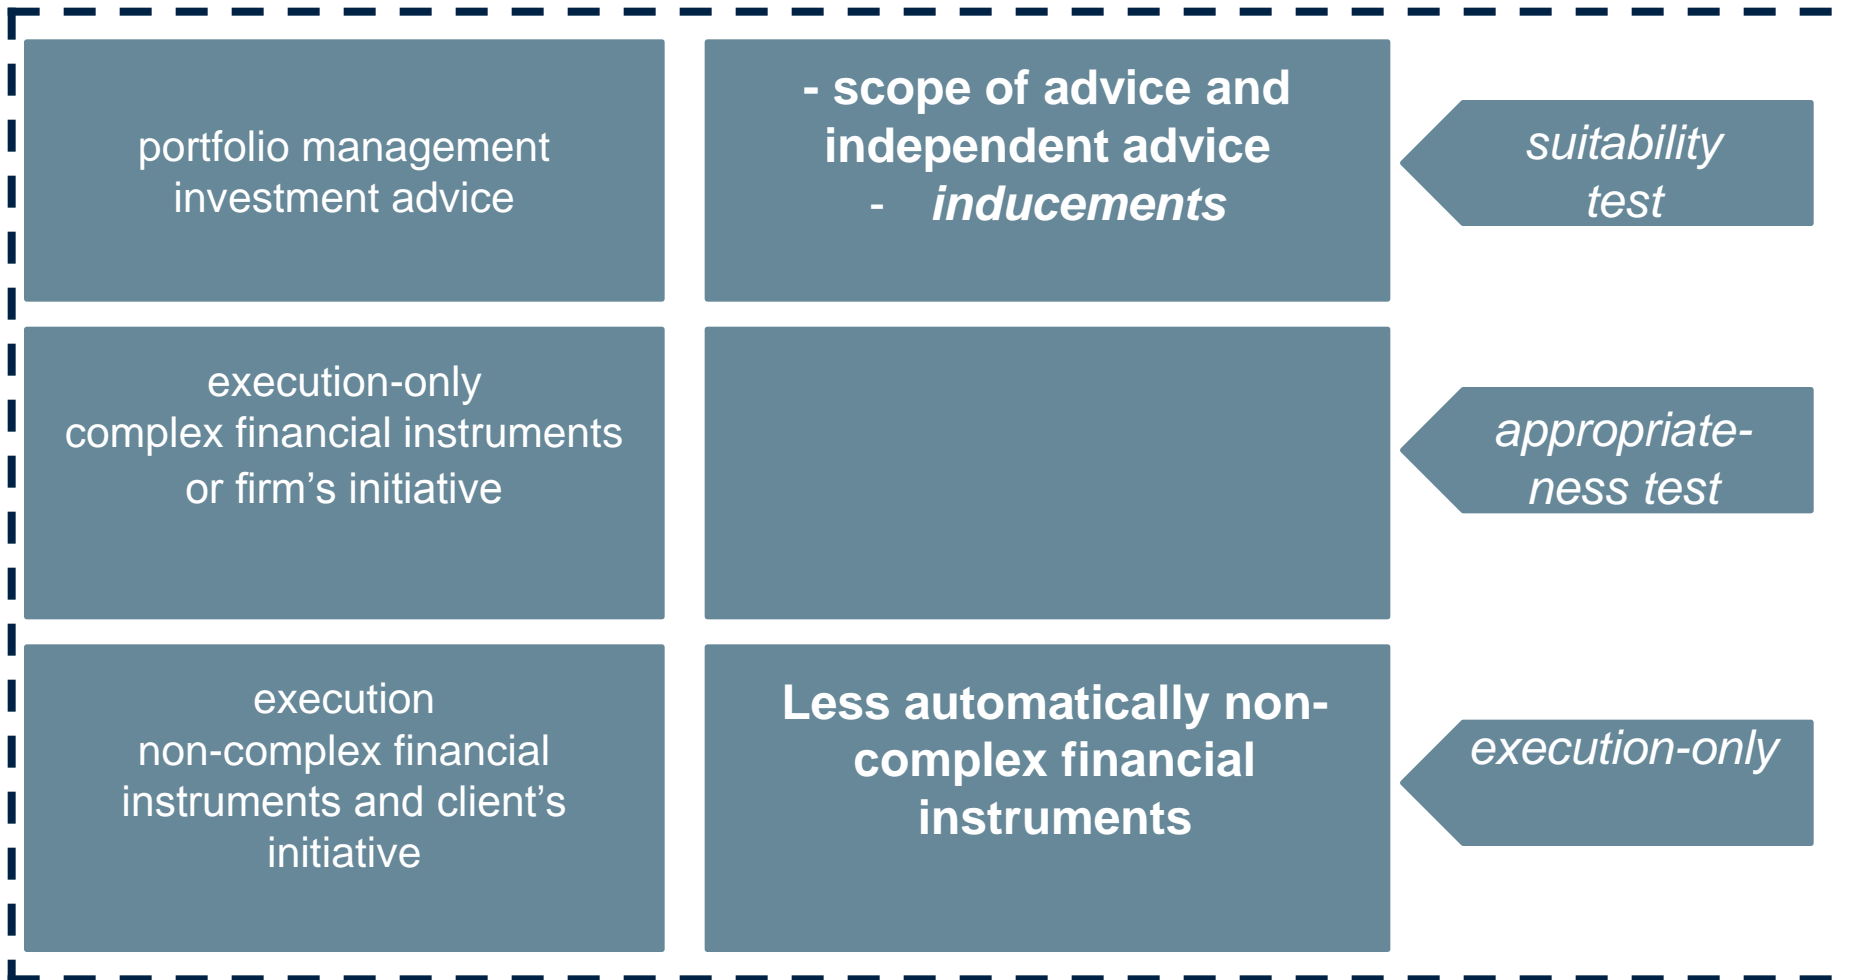 portfolio management
investment advice
- scope of advice and
independent advice
- inducements
suitability
test
execution-only
complex financial instruments
or firm's initiative
appropriate-
ness test
execution
non-complex financial
instruments and client's
initiative
Less automatically non-
complex financial
instruments
execution-only